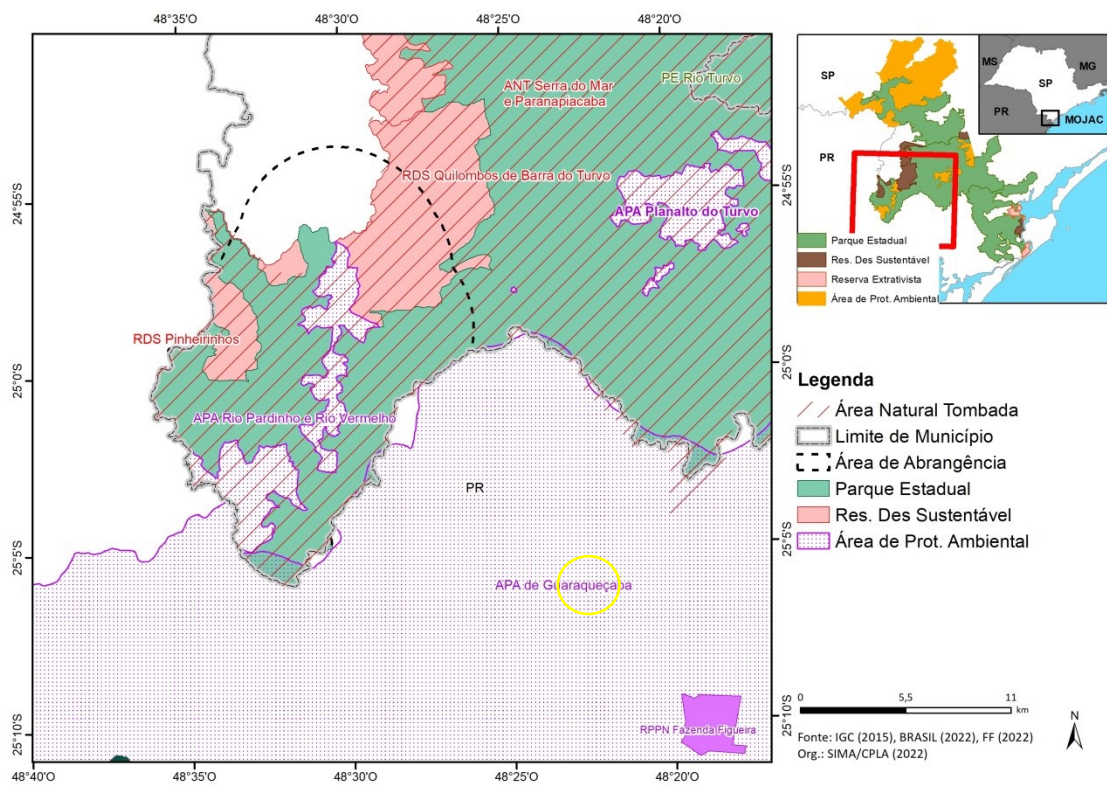 48°35'O
48°30'O
48°25'O
48°20'O
24°55'S
25°0'S
25°5'S
25°10'S
PE Rio Turvo
ANT Serra do Mar
e Paranapiacaba
RDS Quilombos de Barra do Turvo
APA Planalto do Turvo
RDS Pinheirinhos
APA Rio Pardinho e Rio Vermelho
PR
APA de Guaraqueçaba
RPPN Fazenda Figueira
24°55'S
25°0'S
25°5'S
25°10'S
48°40'O
48°35'O
48°30'O
48°25'O
48°20'O
SP
PR
MS
MG
SP
PR
MOJAC
Parque Estadual
Res. Des Sustentável
Reserva Extrativista
Área de Prot. Ambiental
Legenda
Área Natural Tombada
Limite de Município
Área de Abrangência
Parque Estadual
Res. Des Sustentável
Área de Prot. Ambiental
0 5,5 11
km
Fonte: IGC (2015), BRASIL (2022), FF (2022)
Org.: SIMA/CPLA (2022)
N